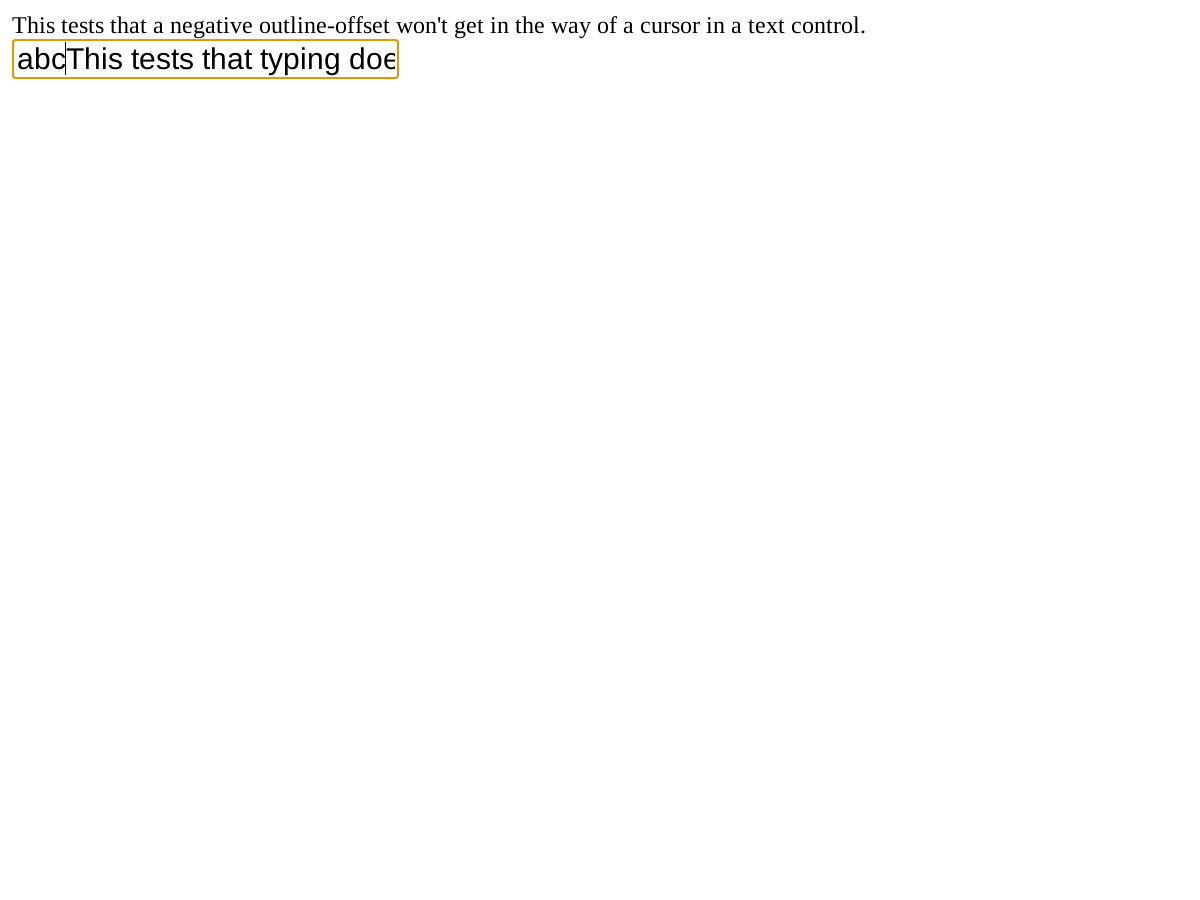 This tests that a negative outline-offset won't get in the way of a cursor in a text control.
abcThis tests that typing doe